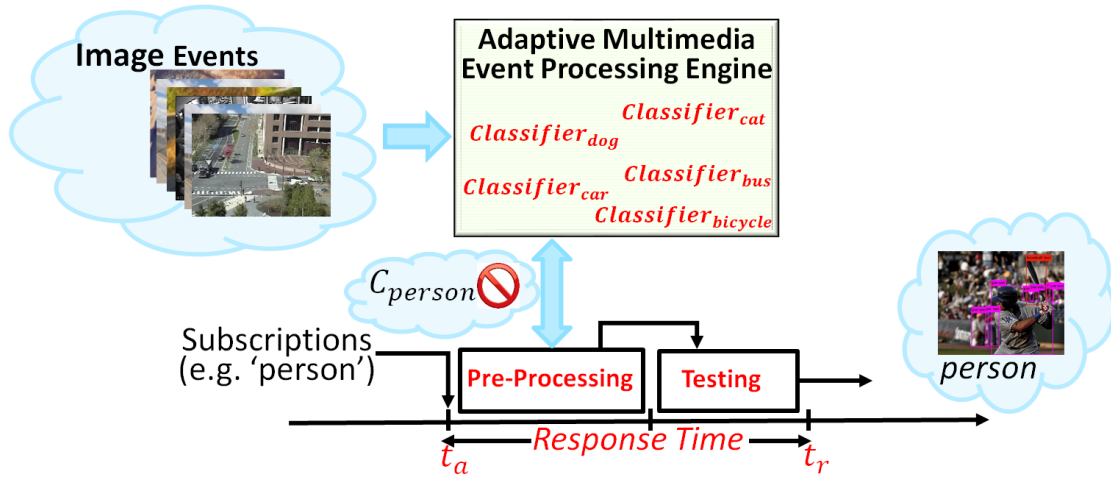 Image Events
Adaptive Multimedia
Event Processing Engine
Classifier_cat
Classifier_dog
Classifier_bus
Classifier_car
Classifier_bicycle
C_person
Subscriptions
(e.g. ‘person’)
Pre-Processing
Testing
person
Response Time
t_a
t_r